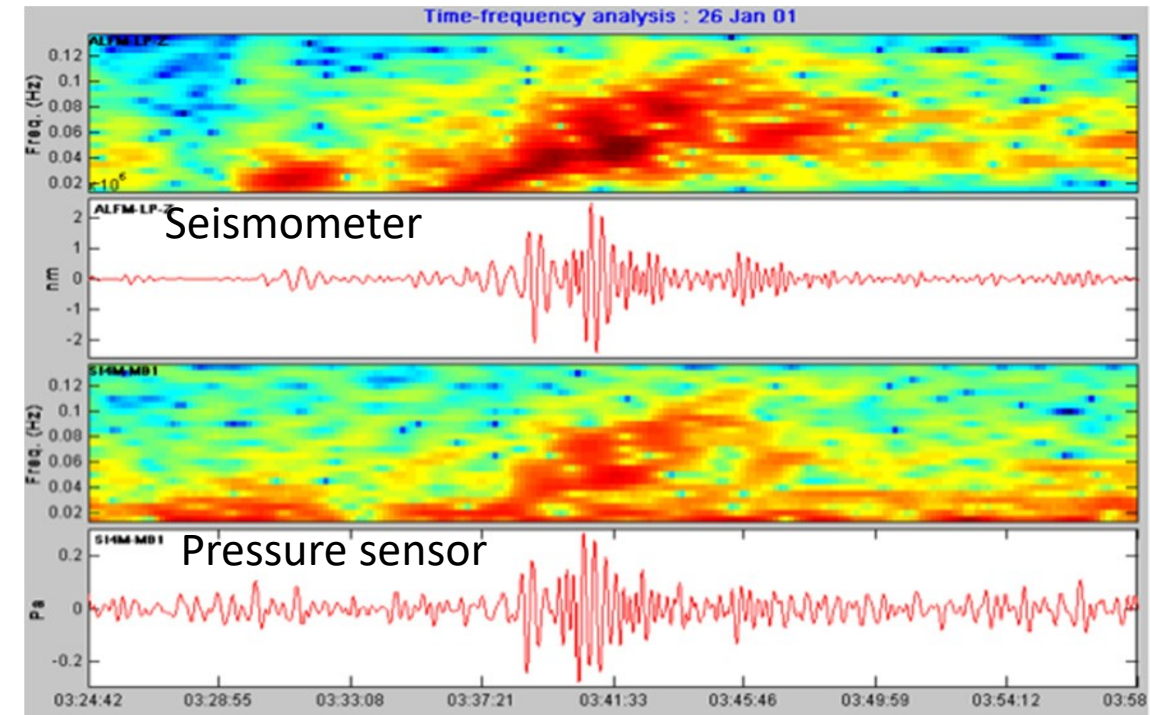 Time-frequency analysis : 26 Jan 01
ALFM-LP-Z
0.12
0.1
0.08
0.06
0.04
0.02
Freq. (Hz)
×10^6
ALFM-LP-Z
Seismometer
2
1
0
-1
-2
nm
SI4M-MB1
0.12
0.1
0.08
0.06
0.04
0.02
Freq. (Hz)
SI4M-MB1
Pressure sensor
0.2
0
-0.2
Pa
03:24:42 03:28:55 03:33:08 03:37:21 03:41:33 03:45:46 03:49:59 03:54:12 03:58